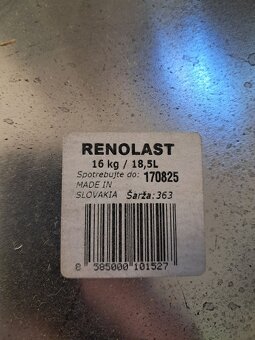 RENOLAST
16 kg / 18,5L
Spotrebujte do: 170825
MADE IN
SLOVAKIA Šarža: 363
8 585000 101527